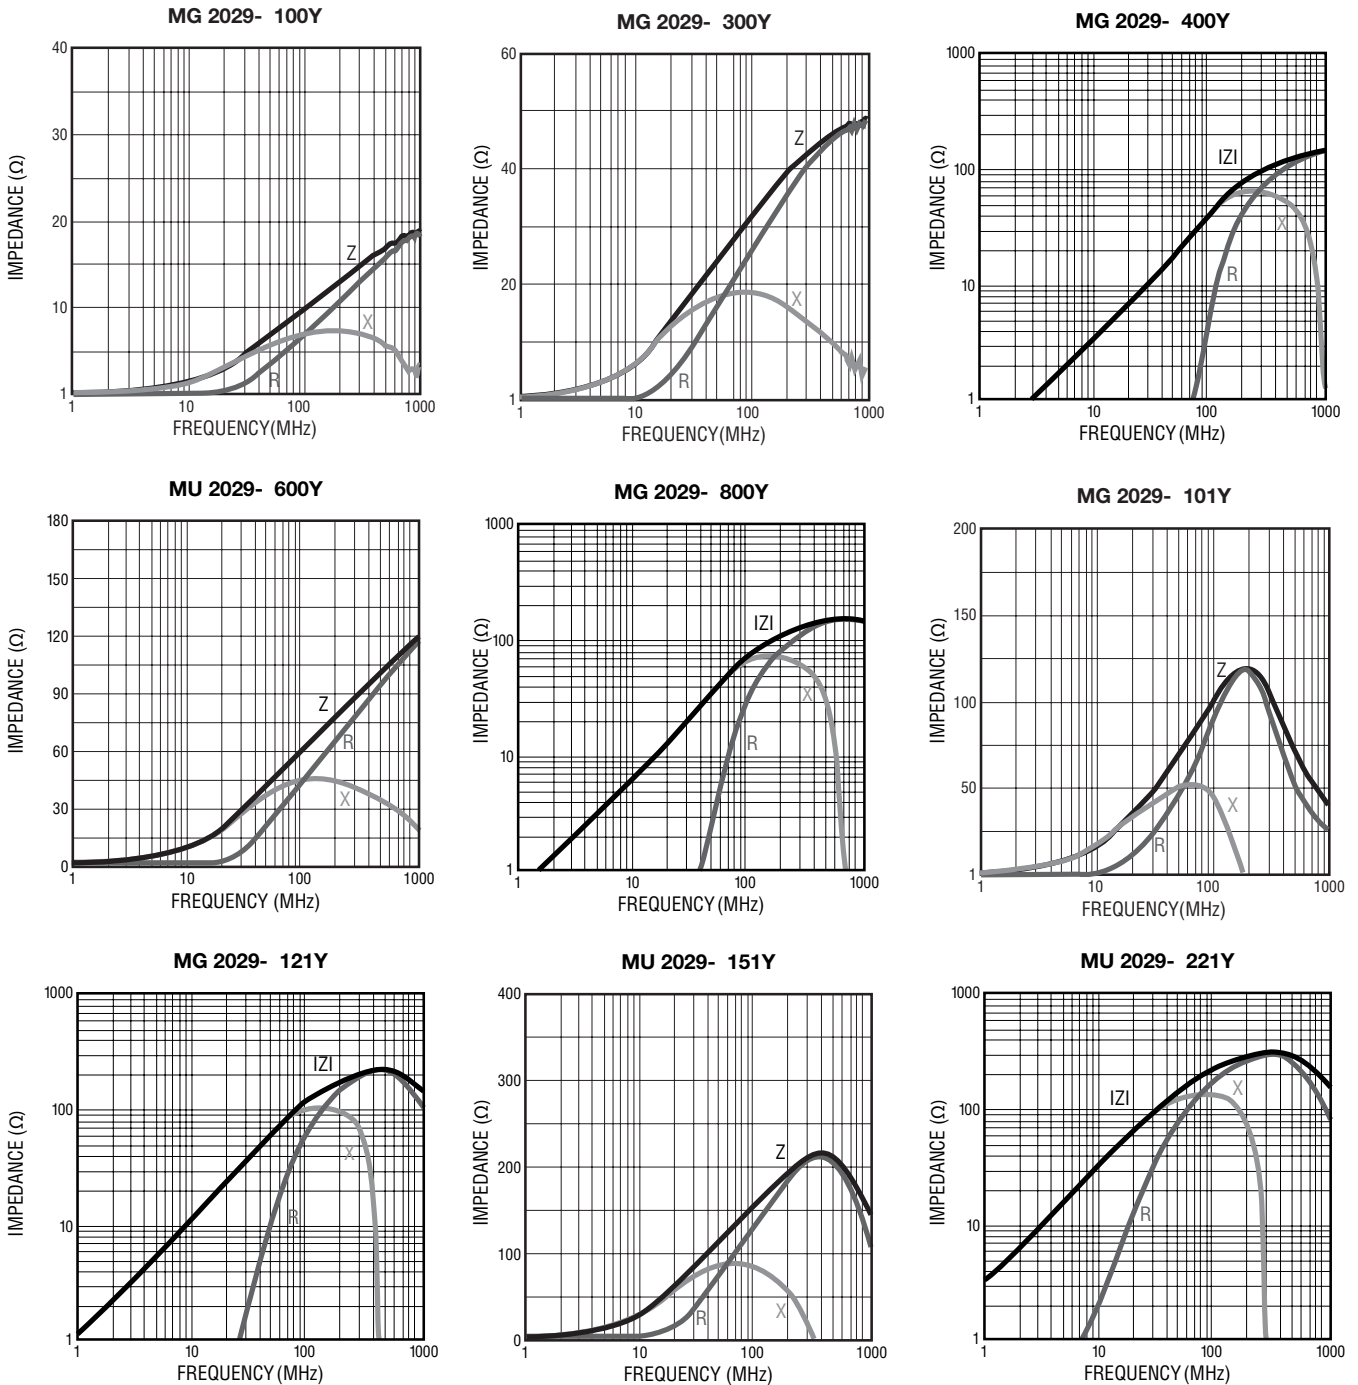 MG 2029- 100Y
IMPEDANCE (Ω)
40
30
20
10
1
Z
X
R
1 10 100 1000
FREQUENCY(MHz)
MG 2029- 300Y
IMPEDANCE (Ω)
60
40
20
1
Z
X
R
1 10 100 1000
FREQUENCY(MHz)
MG 2029- 400Y
IMPEDANCE (Ω)
1000
100
10
1
IZI
X
R
1 10 100 1000
FREQUENCY (MHz)
MU 2029- 600Y
IMPEDANCE (Ω)
180
150
120
90
60
30
0
Z
R
X
1 10 100 1000
FREQUENCY (MHz)
MG 2029- 800Y
IMPEDANCE (Ω)
1000
100
10
1
IZI
X
R
1 10 100 1000
FREQUENCY (MHz)
MG 2029- 101Y
IMPEDANCE (Ω)
200
150
100
50
1
Z
X
R
1 10 100 1000
FREQUENCY(MHz)
MG 2029- 121Y
IMPEDANCE (Ω)
1000
100
10
1
IZI
X
R
1 10 100 1000
FREQUENCY (MHz)
MU 2029- 151Y
IMPEDANCE (Ω)
400
300
200
100
0
Z
X
R
1 10 100 1000
FREQUENCY (MHz)
MU 2029- 221Y
IMPEDANCE (Ω)
1000
100
10
1
X
IZI
R
1 10 100 1000
FREQUENCY (MHz)